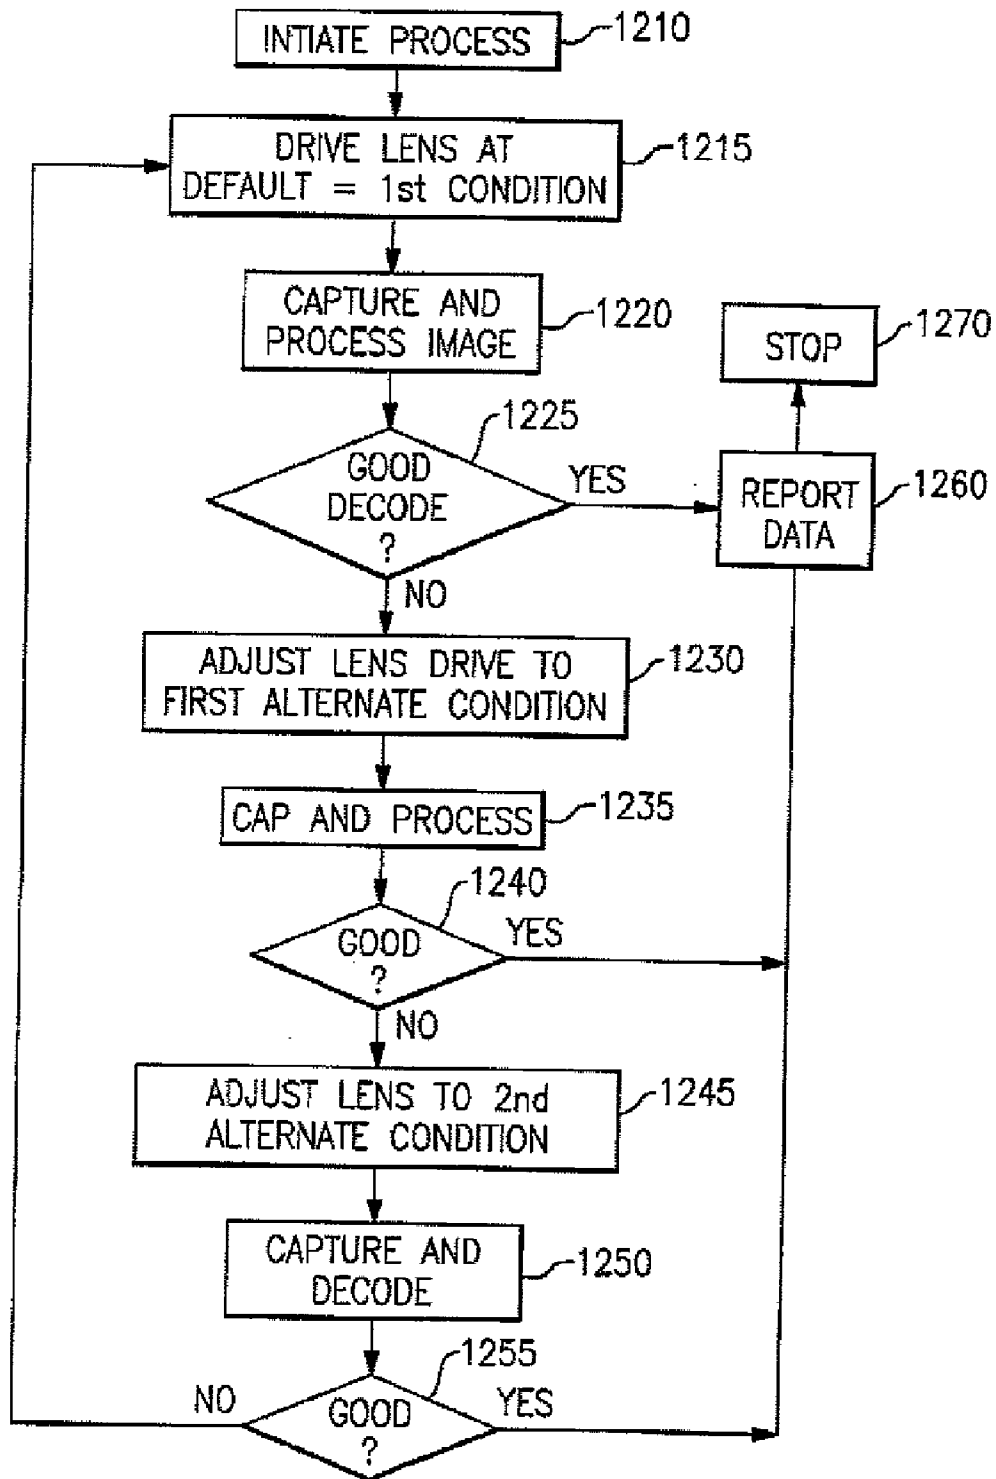 INTIATE PROCESS
1210
DRIVE LENS AT
DEFAULT = 1st CONDITION
1215
CAPTURE AND
PROCESS IMAGE
1220
STOP
1270
1225
GOOD
DECODE
?
YES
REPORT
DATA
1260
NO
ADJUST LENS DRIVE TO
FIRST ALTERNATE CONDITION
1230
CAP AND PROCESS
1235
1240
GOOD
?
YES
NO
ADJUST LENS TO 2nd
ALTERNATE CONDITION
1245
CAPTURE AND
DECODE
1250
1255
NO
GOOD
?
YES